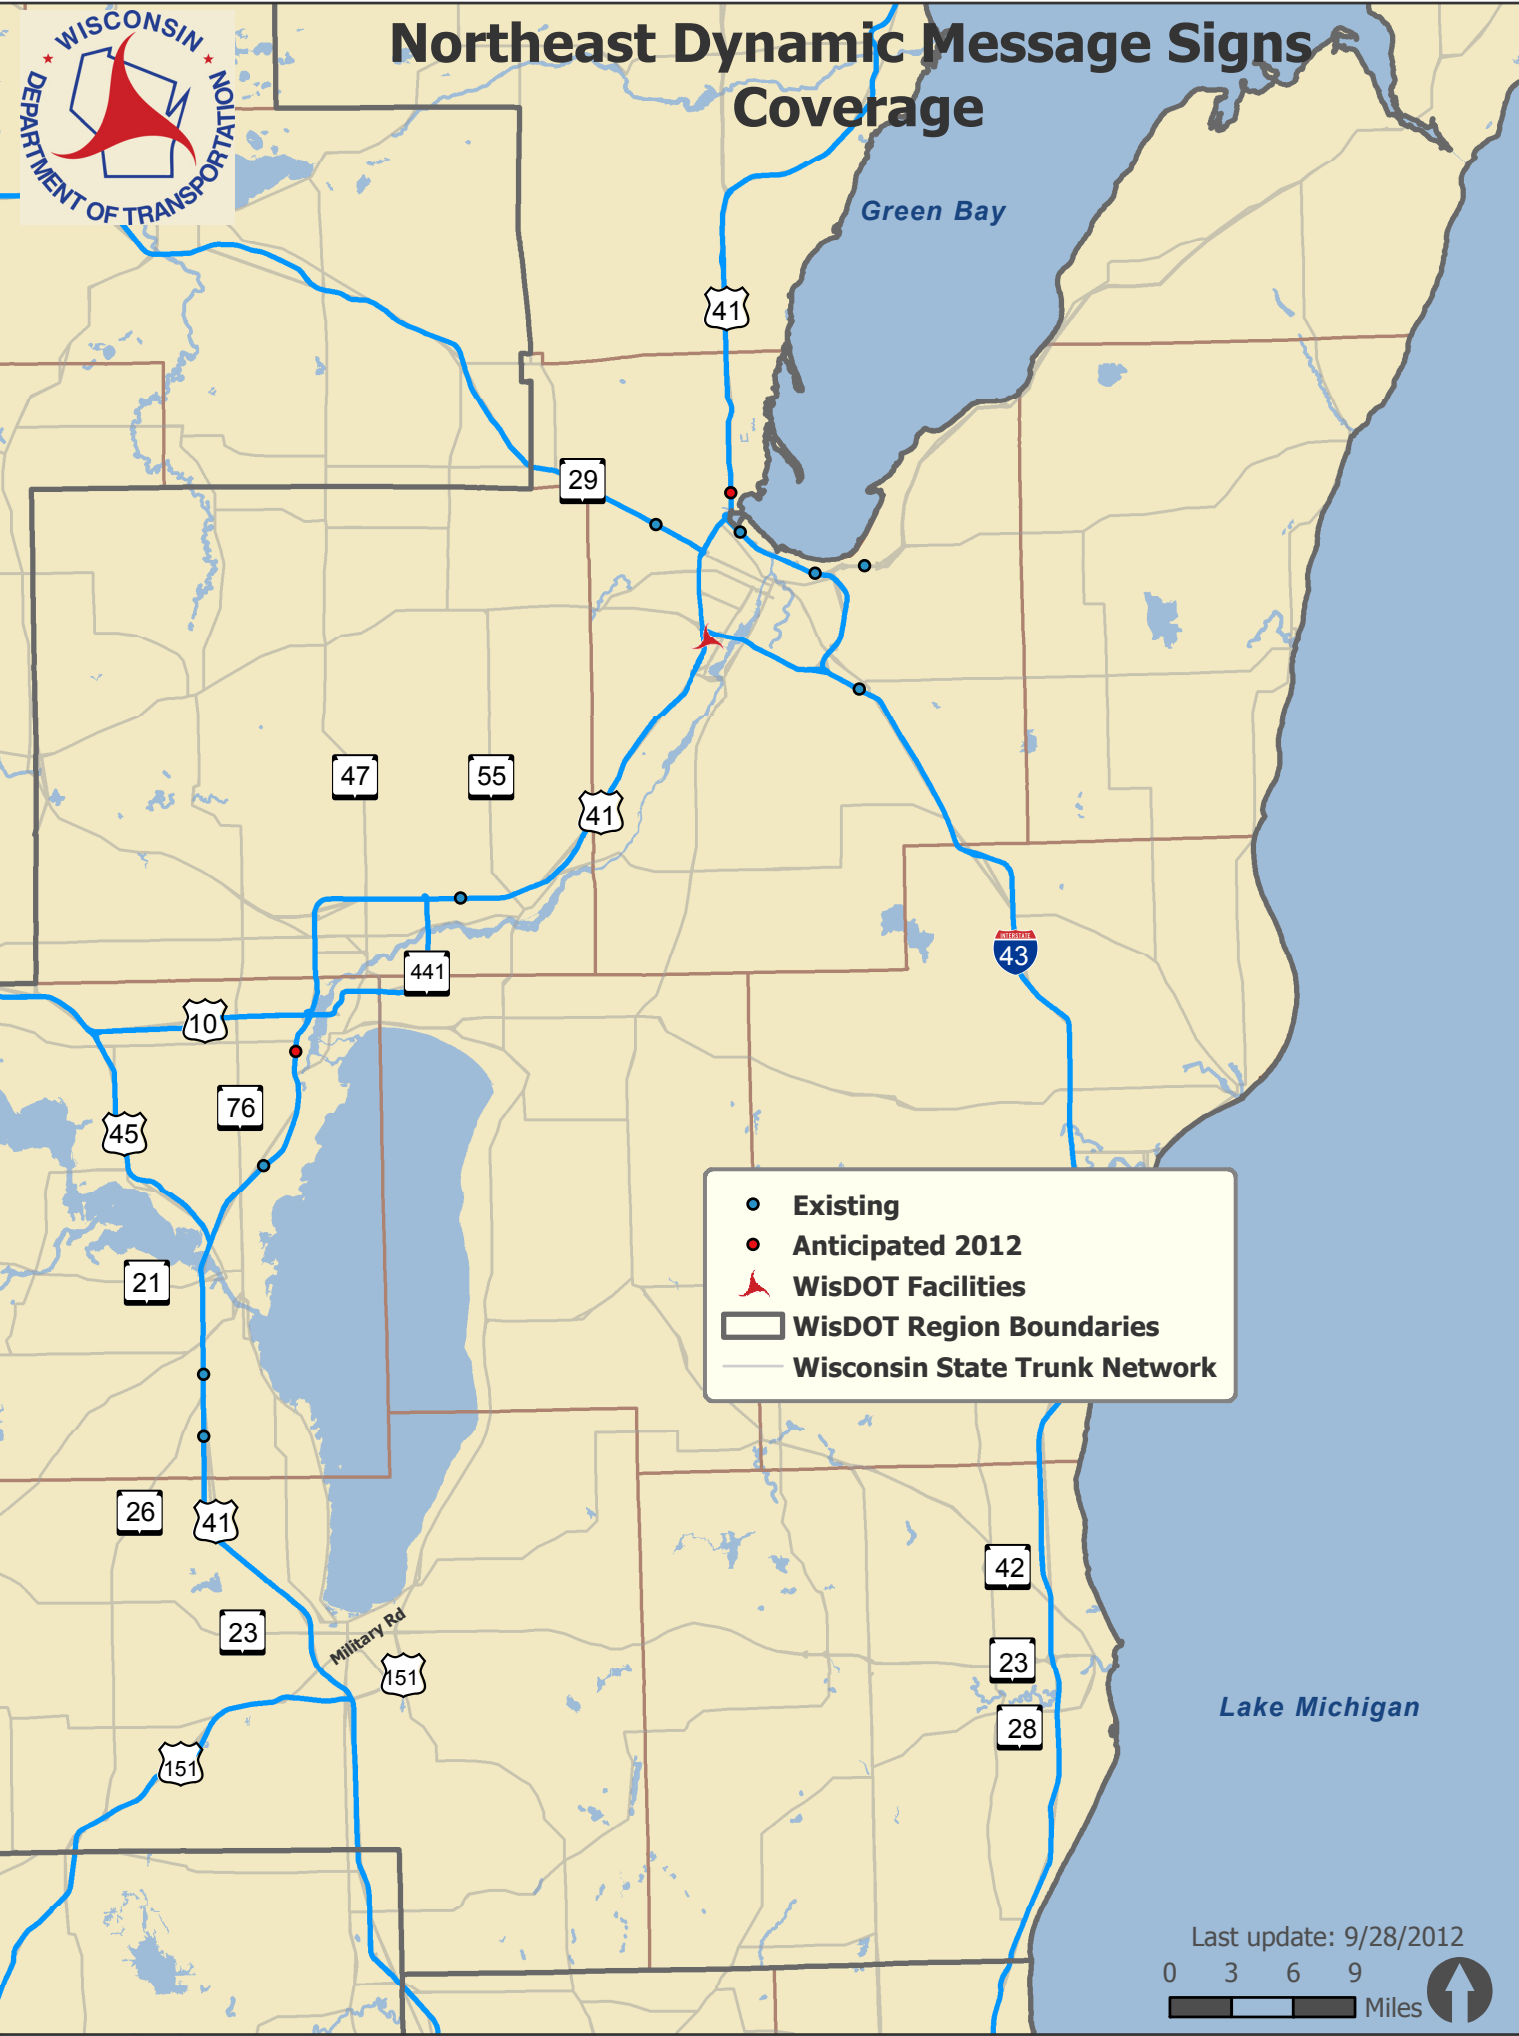 Northeast Dynamic Message Signs
Coverage
WISCONSIN
DEPARTMENT OF TRANSPORTATION
Green Bay
41
29
47
55
41
INTERSTATE
43
441
10
76
45
21
Existing
Anticipated 2012
WisDOT Facilities
WisDOT Region Boundaries
Wisconsin State Trunk Network
26
41
42
23
Military Rd
23
151
28
Lake Michigan
151
Last update: 9/28/2012
0 3 6 9
Miles